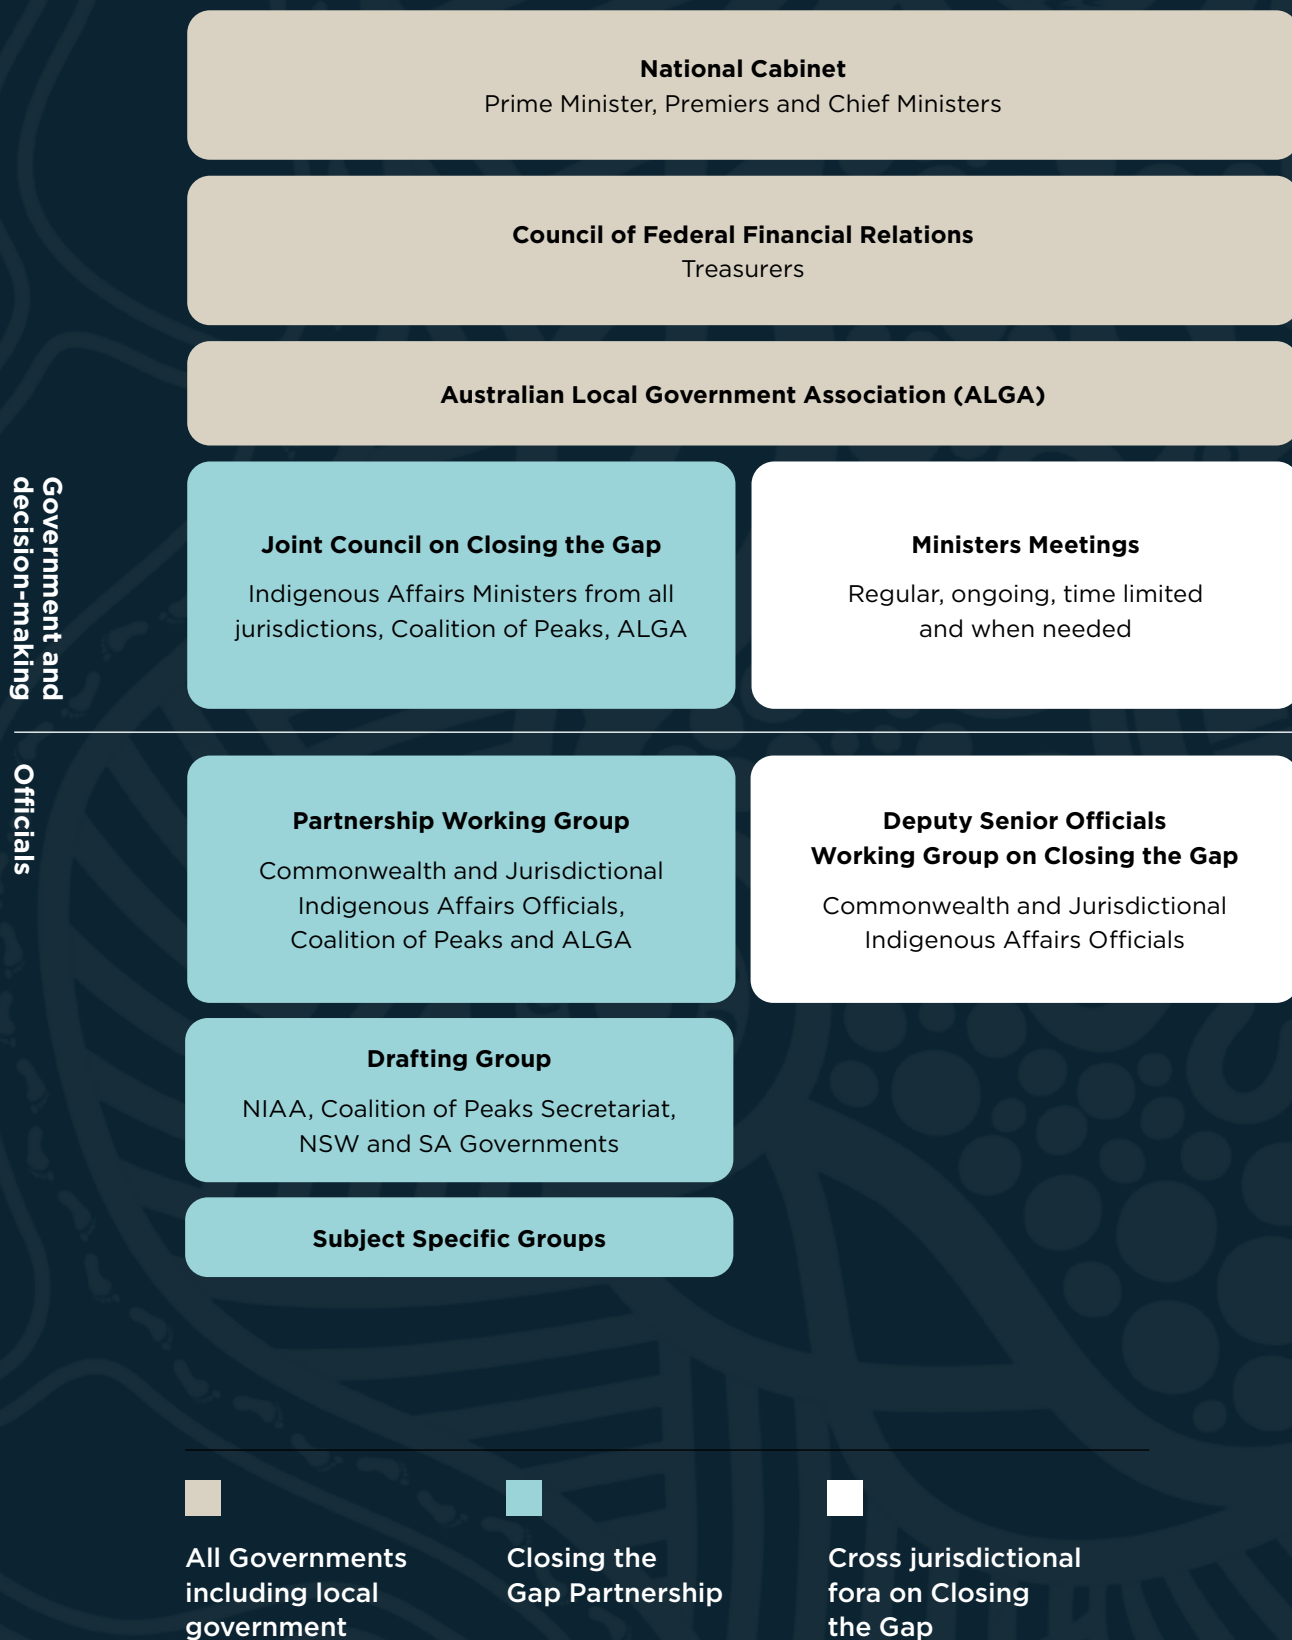 National Cabinet
Prime Minister, Premiers and Chief Ministers
Council of Federal Financial Relations
Treasurers
Australian Local Government Association (ALGA)
Government and
decision-making
Joint Council on Closing the Gap
Indigenous Affairs Ministers from all
jurisdictions, Coalition of Peaks, ALGA
Ministers Meetings
Regular, ongoing, time limited
and when needed
Officials
Partnership Working Group
Commonwealth and Jurisdictional
Indigenous Affairs Officials,
Coalition of Peaks and ALGA
Deputy Senior Officials
Working Group on Closing the Gap
Commonwealth and Jurisdictional
Indigenous Affairs Officials
Drafting Group
NIAA, Coalition of Peaks Secretariat,
NSW and SA Governments
Subject Specific Groups
All Governments
including local
government
Closing the
Gap Partnership
Cross jurisdictional
fora on Closing
the Gap